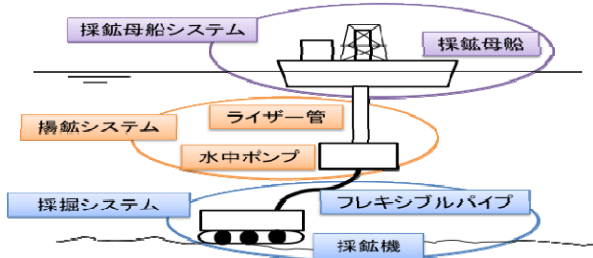 採鉱母船システム
採鉱母船
ライザー管
揚鉱システム
水中ポンプ
採掘システム
フレキシブルパイプ
採鉱機